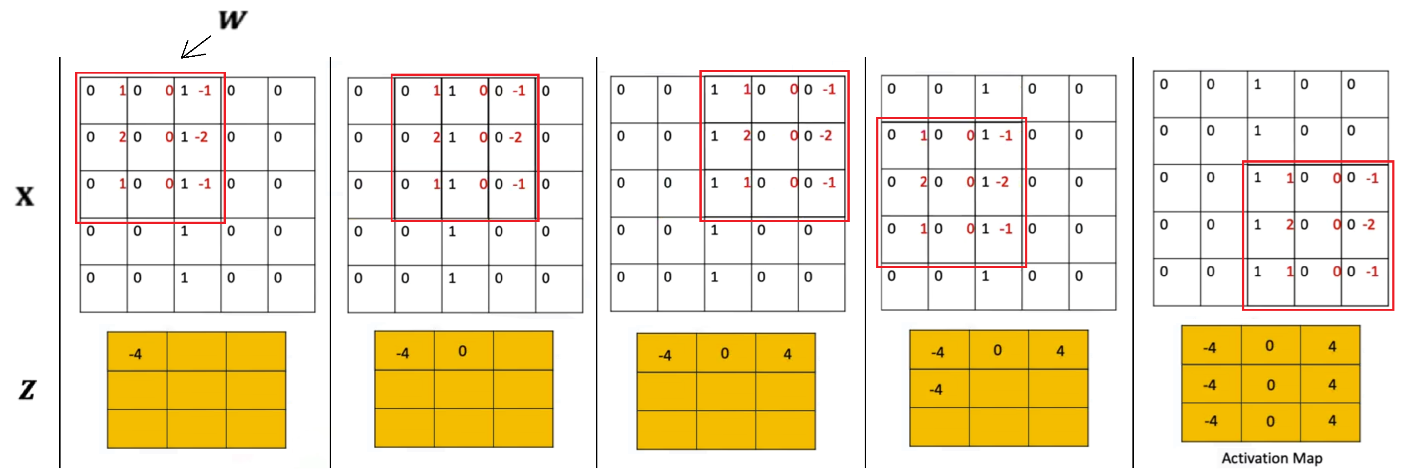 W
X
0 1 0 0 1 -1 0 0
0 2 0 0 1 -2 0 0
0 1 0 0 1 -1 0 0
0 0 1 0 0
0 0 1 0 0
Z
-4
0 0 1 1 0 0 -1 0
0 0 2 1 0 0 -2 0
0 0 1 1 0 0 -1 0
0 0 1 0 0
0 0 1 0 0
-4 0
0 0 1 1 0 0 0 -1
0 0 1 2 0 0 0 -2
0 0 1 1 0 0 0 -1
0 0 1 0 0
0 0 1 0 0
-4 0 4
0 0 1 0 0
0 1 0 0 1 -1 0 0
0 2 0 0 1 -2 0 0
0 1 0 0 1 -1 0 0
0 0 1 0 0
-4 0 4
-4
0 0 1 0 0
0 0 1 0 0
0 0 1 1 0 0 0 -1
0 0 1 2 0 0 0 -2
0 0 1 1 0 0 0 -1
-4 0 4
-4 0 4
-4 0 4
Activation Map